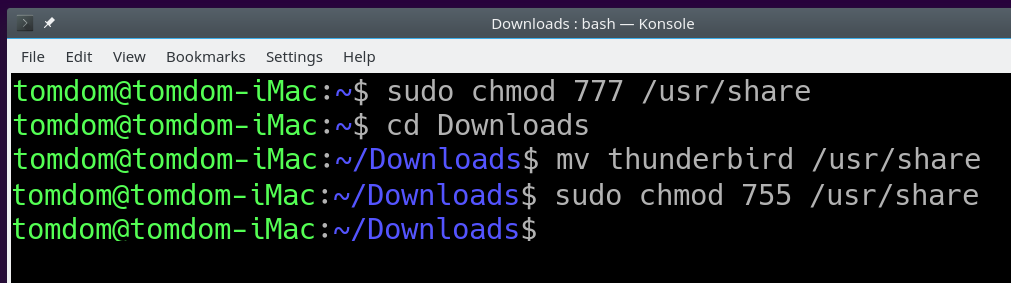 Downloads : bash — Konsole
File Edit View Bookmarks Settings Help
tomdom@tomdom-iMac:~$ sudo chmod 777 /usr/share
tomdom@tomdom-iMac:~$ cd Downloads
tomdom@tomdom-iMac:~/Downloads$ mv thunderbird /usr/share
tomdom@tomdom-iMac:~/Downloads$ sudo chmod 755 /usr/share
tomdom@tomdom-iMac:~/Downloads$